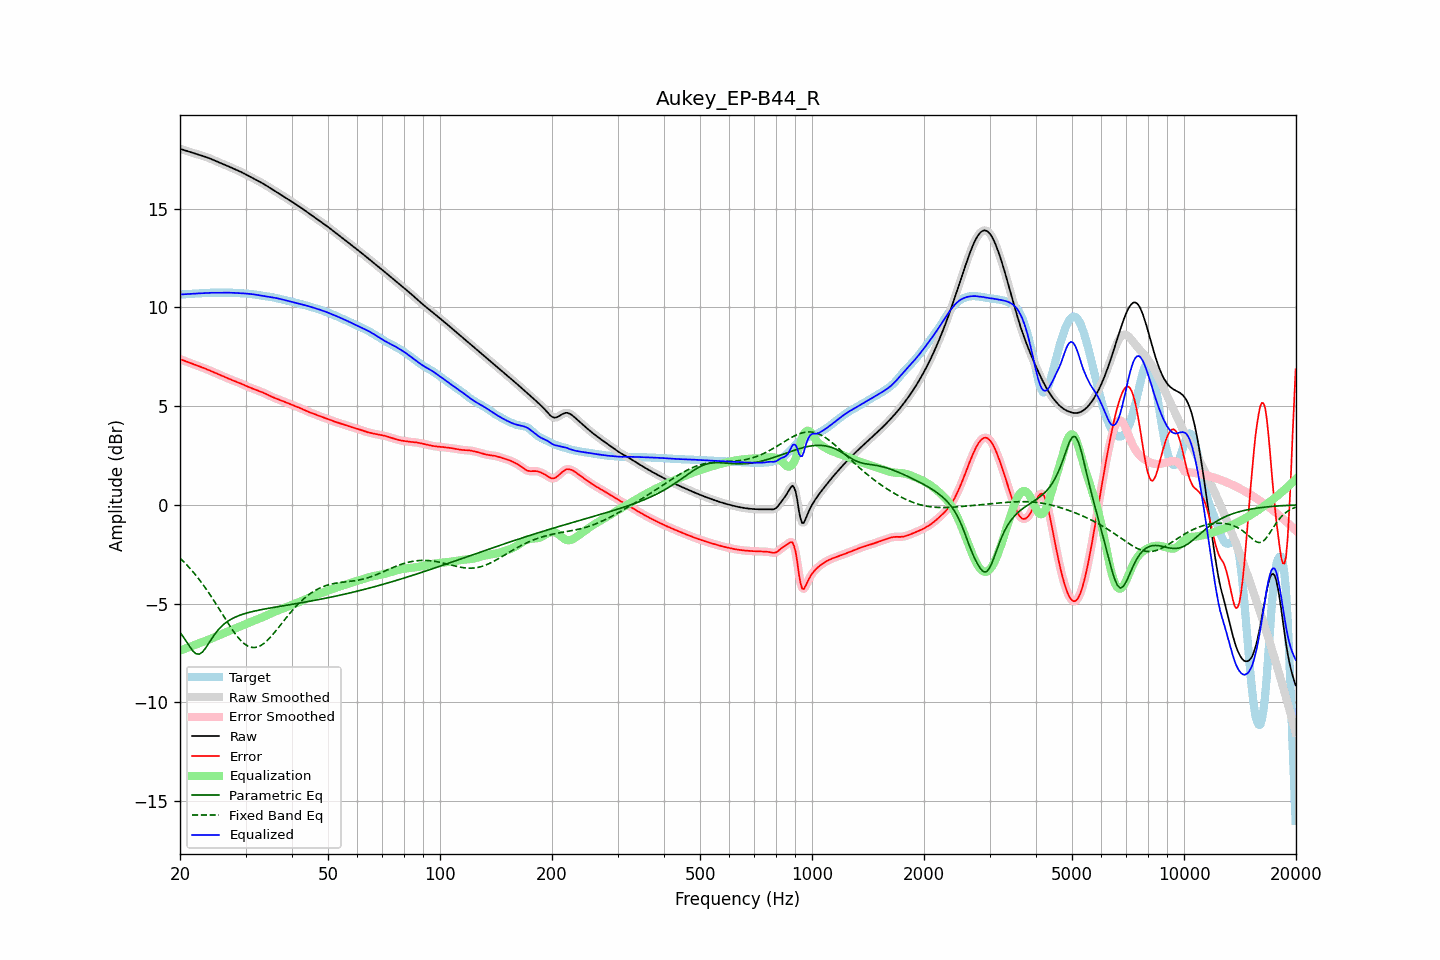 Aukey_EP-B44_R
Amplitude (dBr)
15
10
5
0
−5
−10
−15
Target
Raw Smoothed
Error Smoothed
Raw
Error
Equalization
Parametric Eq
Fixed Band Eq
Equalized
20 50 100 200 500 1000 2000 5000 10000 20000
Frequency (Hz)